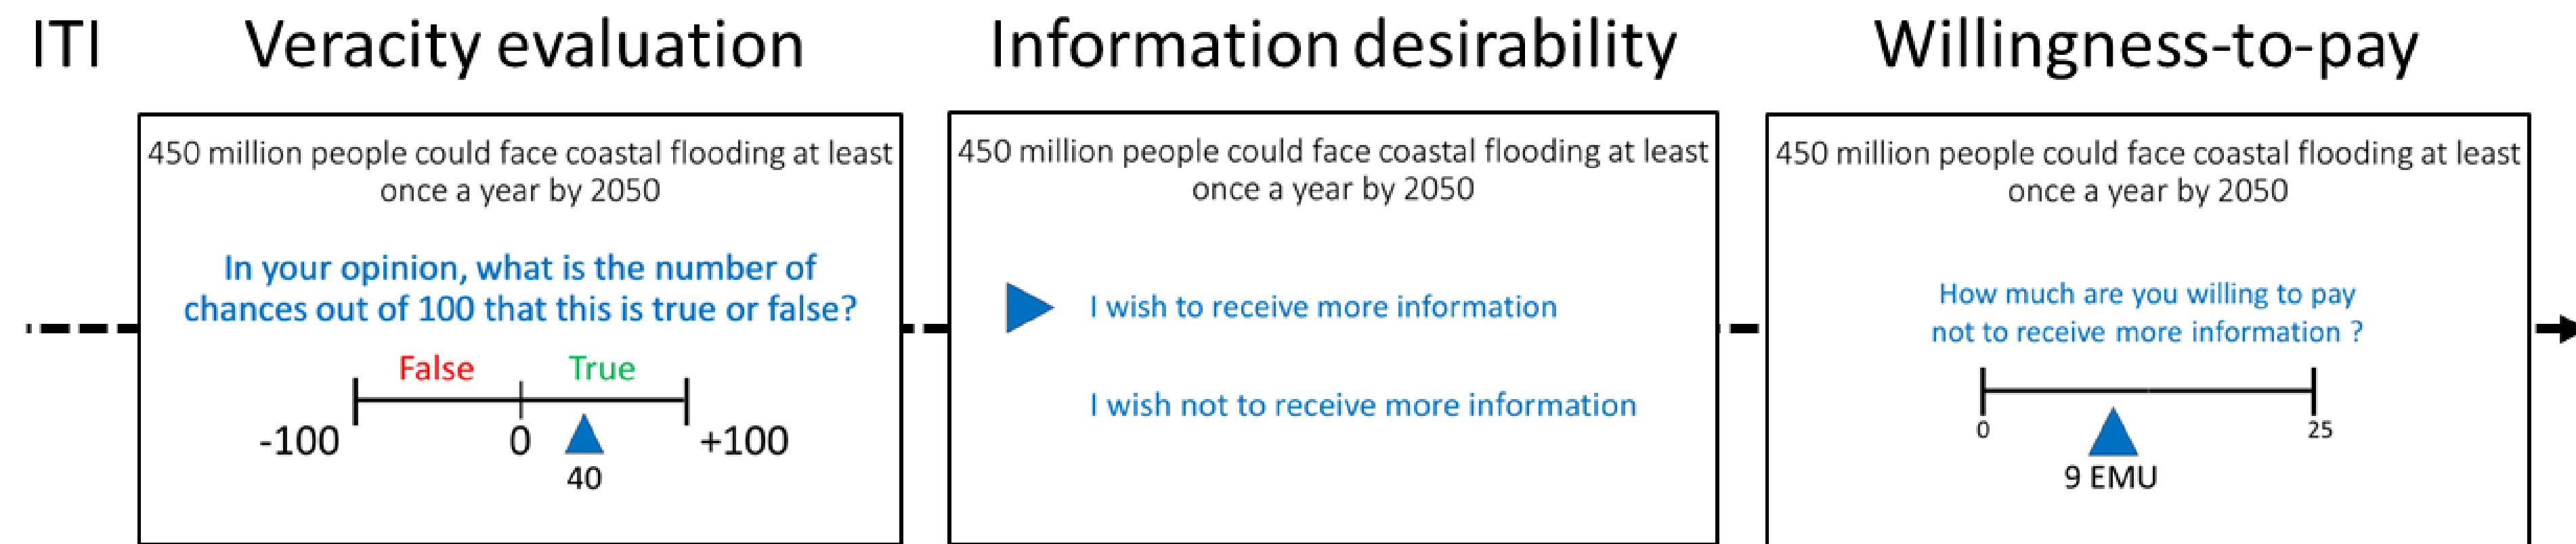 ITI
Veracity evaluation
Information desirability
Willingness-to-pay
450 million people could face coastal flooding at least
once a year by 2050
In your opinion, what is the number of
chances out of 100 that this is true or false?
False
True
-100
0
+100
40
450 million people could face coastal flooding at least
once a year by 2050
I wish to receive more information
I wish not to receive more information
450 million people could face coastal flooding at least
once a year by 2050
How much are you willing to pay
not to receive more information ?
0
25
9 EMU